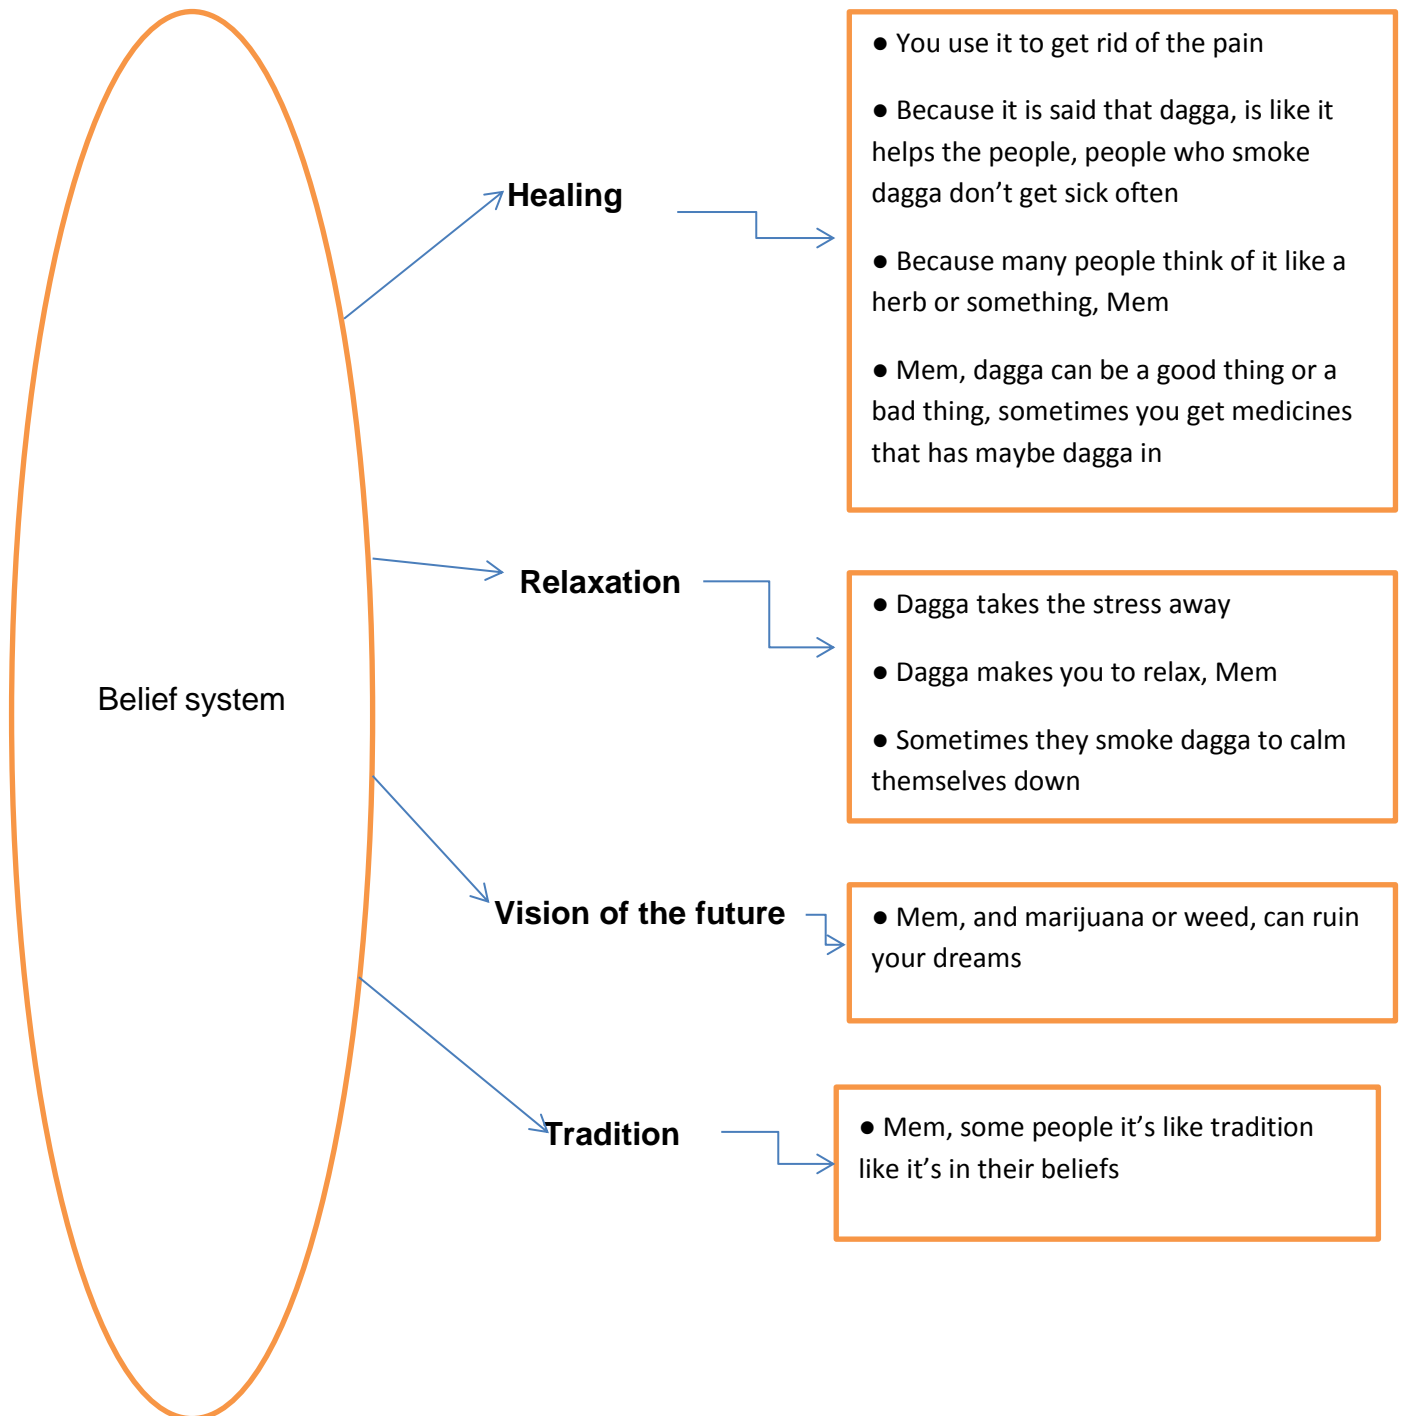 Belief system
Healing
● You use it to get rid of the pain
● Because it is said that dagga, is like it
helps the people, people who smoke
dagga don’t get sick often
● Because many people think of it like a
herb or something, Mem
● Mem, dagga can be a good thing or a
bad thing, sometimes you get medicines
that has maybe dagga in
Relaxation
● Dagga takes the stress away
● Dagga makes you to relax, Mem
● Sometimes they smoke dagga to calm
themselves down
Vision of the future
● Mem, and marijuana or weed, can ruin
your dreams
Tradition
● Mem, some people it’s like tradition
like it’s in their beliefs